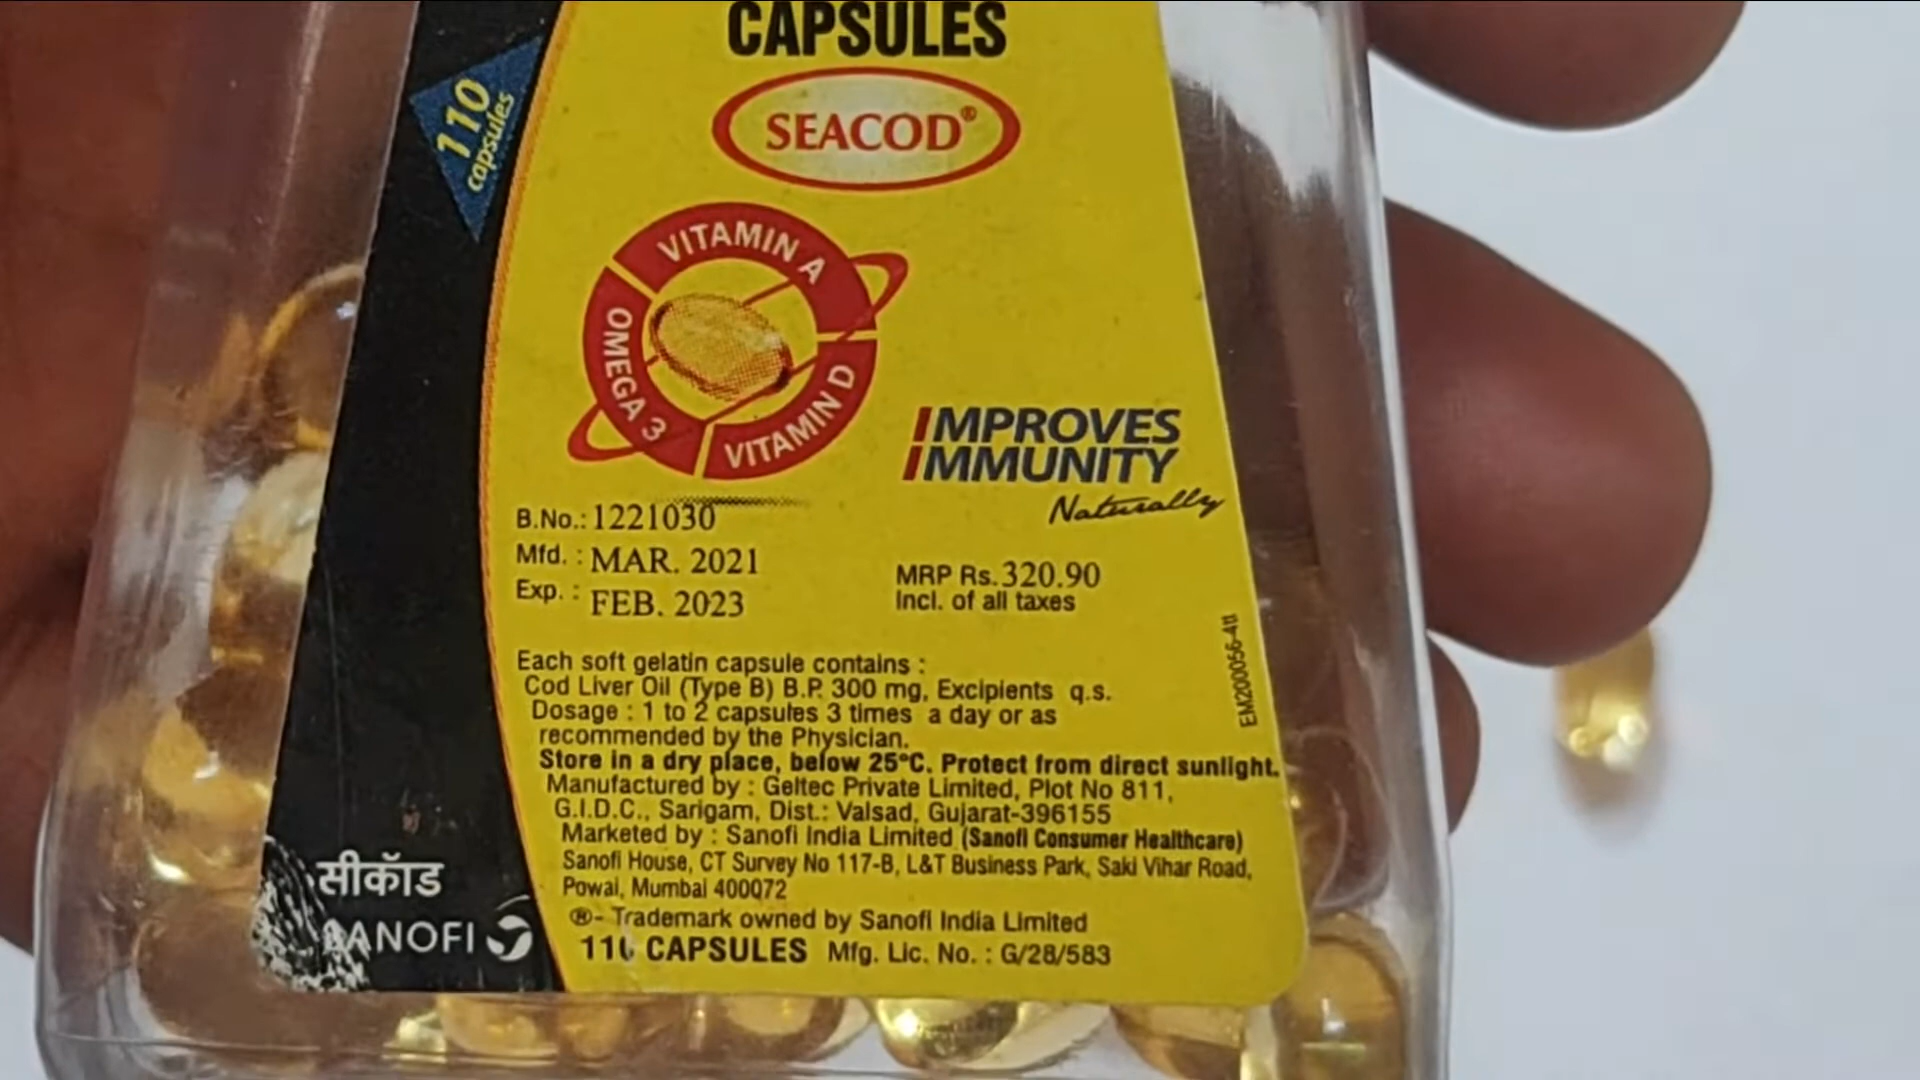 CAPSULES
110
capsules
SEACOD®
VITAMIN A
OMEGA 3
VITAMIN D
IMPROVES
IMMUNITY
Naturally
B.No.: 1221030
Mfd. : MAR. 2021
Exp. : FEB. 2023
MRP Rs. 320.90
Incl. of all taxes
Each soft gelatin capsule contains :
Cod Liver Oil (Type B) B.P. 300 mg, Excipients q.s.
Dosage : 1 to 2 capsules 3 times a day or as
recommended by the Physician.
Store in a dry place, below 25°C. Protect from direct sunlight.
Manufactured by : Geltec Private Limited, Plot No 811,
G.I.D.C., Sarigam, Dist.: Valsad, Gujarat-396155
Marketed by : Sanofi India Limited (Sanofi Consumer Healthcare)
Sanofi House, CT Survey No 117-B, L&T Business Park, Saki Vihar Road,
Powai, Mumbai 400072
®- Trademark owned by Sanofi India Limited
110 CAPSULES Mfg. Lic. No. : G/28/583
सीकॉड
SANOFI